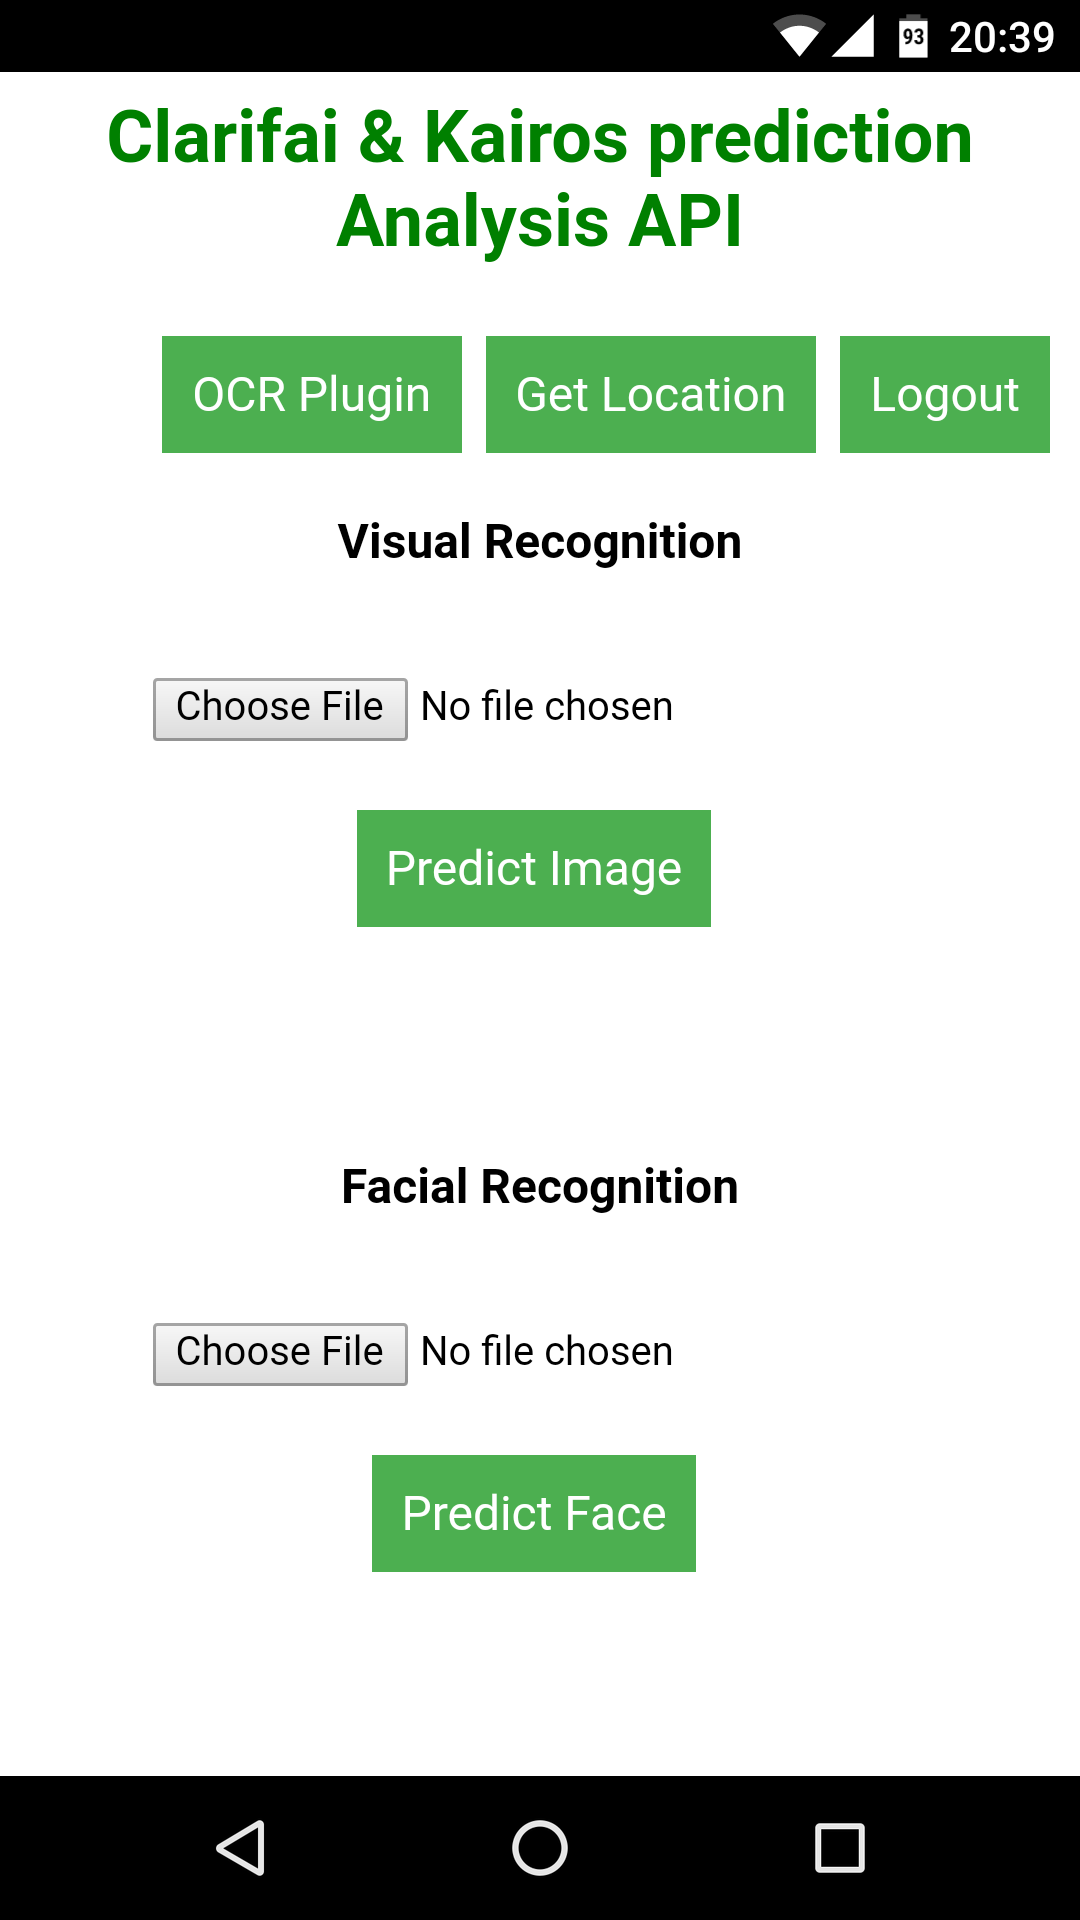 93 20:39
Clarifai & Kairos prediction
Analysis API
OCR Plugin Get Location Logout
Visual Recognition
Choose File No file chosen
Predict Image
Facial Recognition
Choose File No file chosen
Predict Face